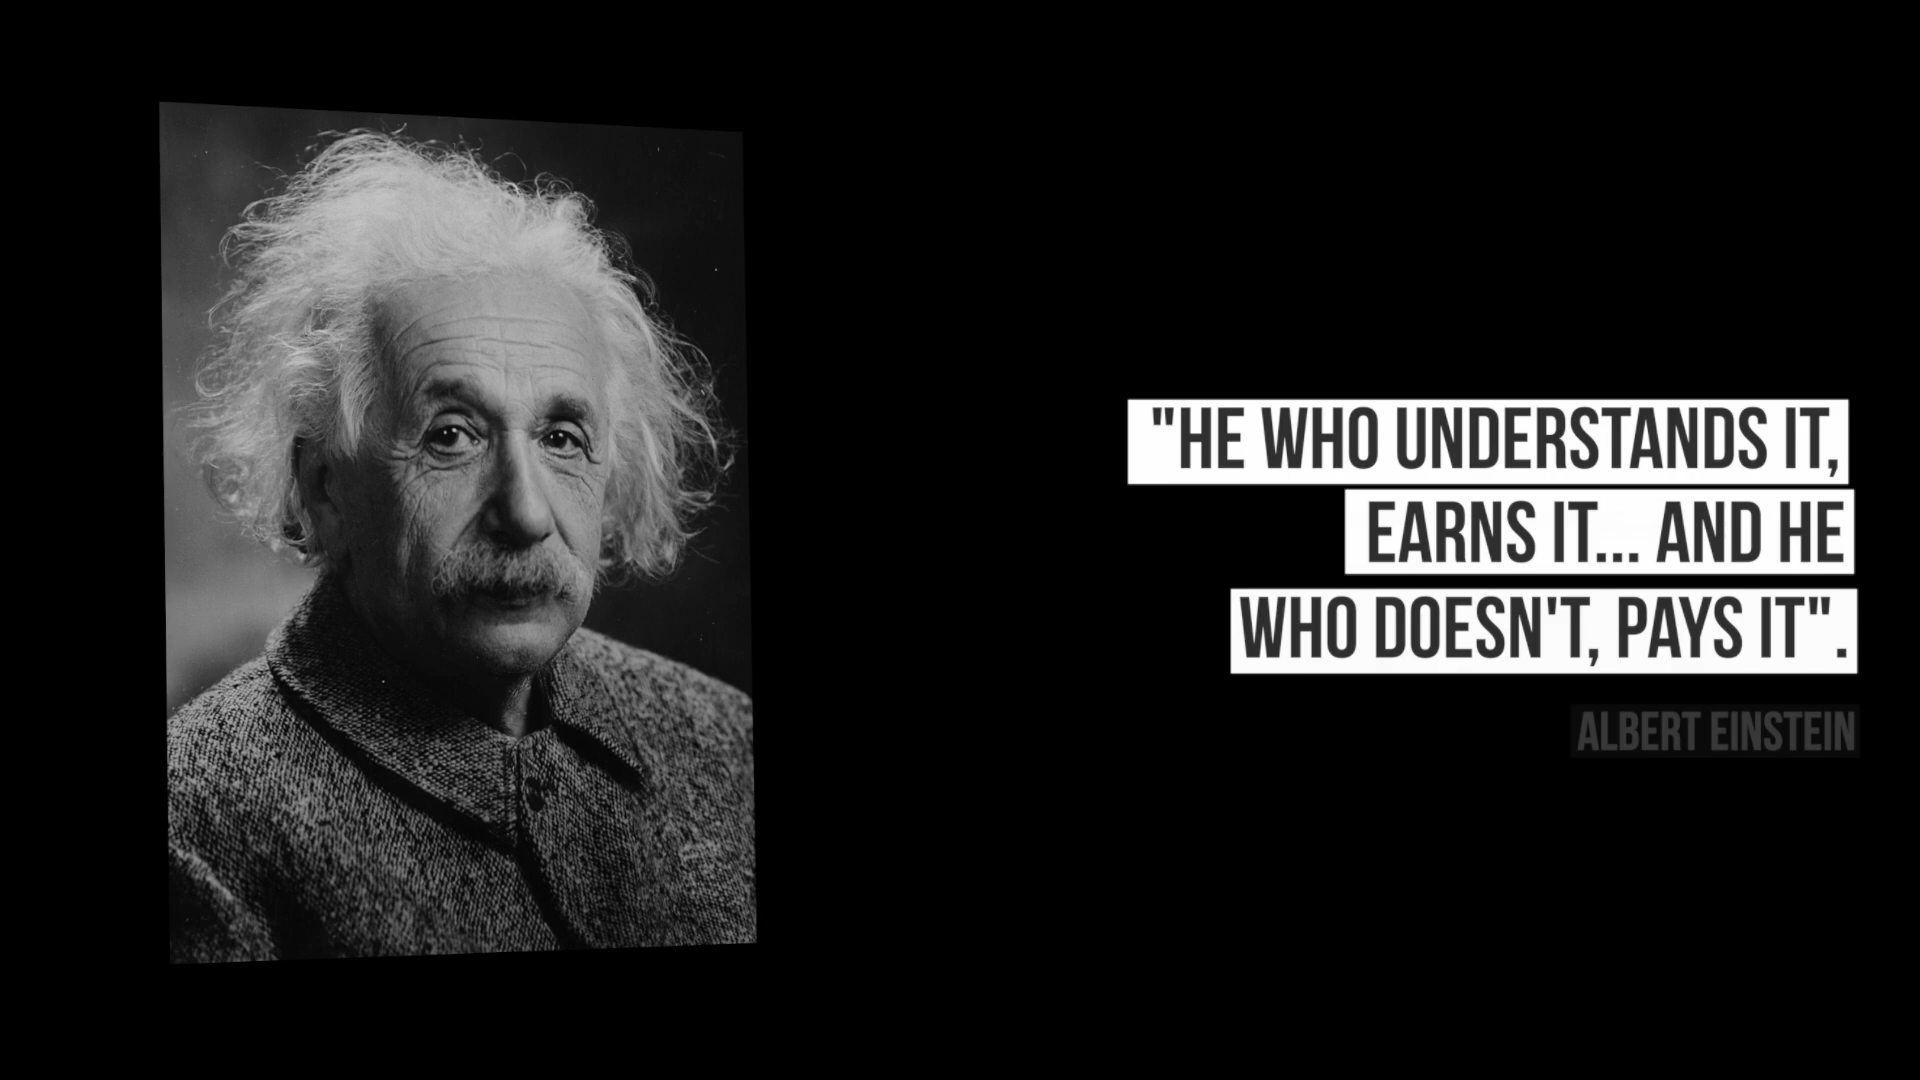 "HE WHO UNDERSTANDS IT,
EARNS IT... AND HE
WHO DOESN'T, PAYS IT".
ALBERT EINSTEIN